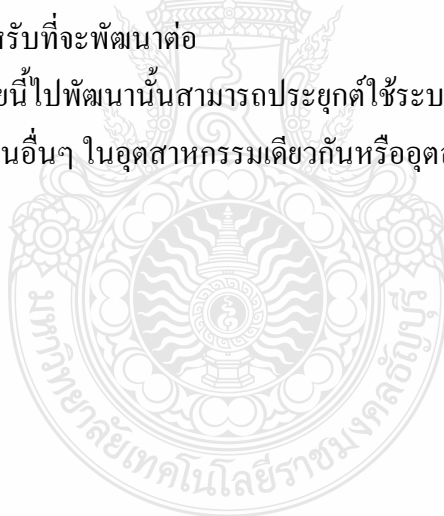 หรับที่จะพัฒนาต่อ
ยนี้ไปพัฒนานั้นสามารถประยุกต์ใช้ระบ
นอื่นๆ ในอุตสาหกรรมเดียวกันหรืออุต
มหาวิทยาลัยเทคโนโลยีราชมงคลธัญบุรี